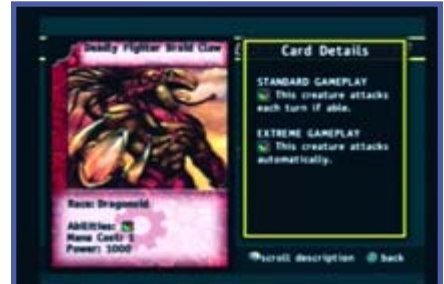 Deadly Fighter Braid Claw
Race: Dragonoid
Abilities:
Mana Cost: 1
Power: 1000
Card Details
STANDARD GAMEPLAY
This creature attacks
each turn if able.
EXTREME GAMEPLAY
This creature attacks
automatically.
scroll description
back